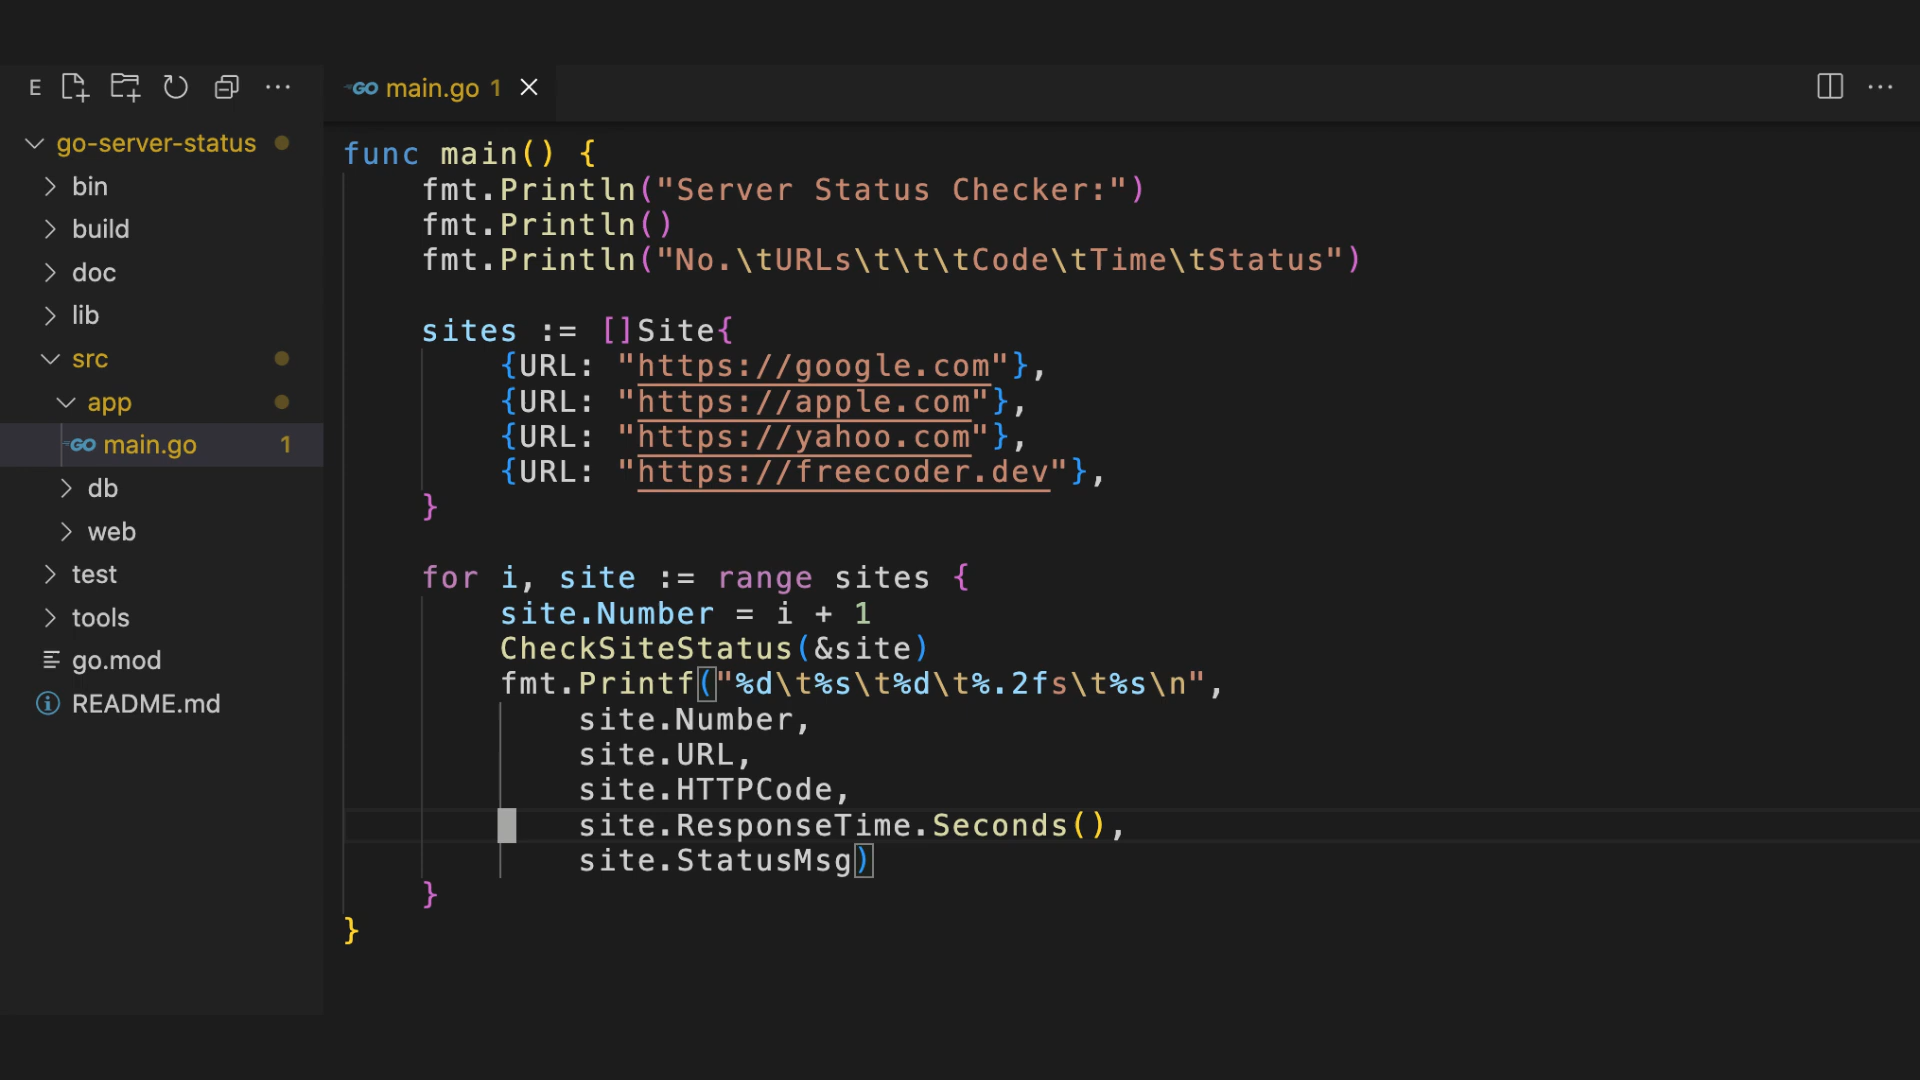 E
GO main.go 1
go-server-status
bin
build
doc
lib
src
app
GO main.go 1
db
web
test
tools
go.mod
README.md
func main() {
    fmt.Println("Server Status Checker:")
    fmt.Println()
    fmt.Println("No.\tURLs\t\t\tCode\tTime\tStatus")
    sites := []Site{
        {URL: "https://google.com"},
        {URL: "https://apple.com"},
        {URL: "https://yahoo.com"},
        {URL: "https://freecoder.dev"},
    }
    for i, site := range sites {
        site.Number = i + 1
        CheckSiteStatus(&site)
        fmt.Printf("%d\t%s\t%d\t%.2fs\t%s\n",
            site.Number,
            site.URL,
            site.HTTPCode,
            site.ResponseTime.Seconds(),
            site.StatusMsg)
    }
}